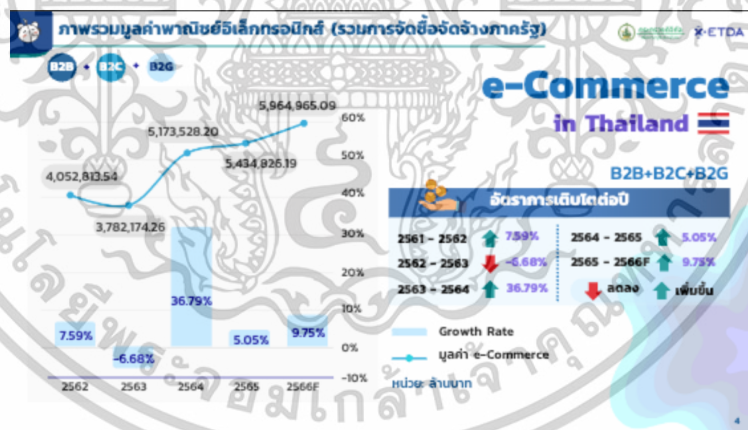 ภาพรวมมูลค่าพาณิชย์อิเล็กทรอนิกส์ (รวมการจัดซื้อจัดจ้างภาครัฐ)
ETDA
B2B + B2C + B2G
e-Commerce
in Thailand
B2B+B2C+B2G
5,964,965.09
5,173,528.20
5,434,826.19
4,052,813.54
3,782,174.26
60%
50%
40%
30%
20%
10%
0%
-10%
36.79%
7.59%
-6.68%
5.05%
9.75%
2562 2563 2564 2565 2566F
อัตราการเติบโตต่อปี
2561 - 2562 7.59% 2564 - 2565 5.05%
2562 - 2563 -6.68% 2565 - 2566F 9.75%
2563 - 2564 36.79% ลดลง เพิ่มขึ้น
Growth Rate
มูลค่า e-Commerce
หน่วย: ล้านบาท
4